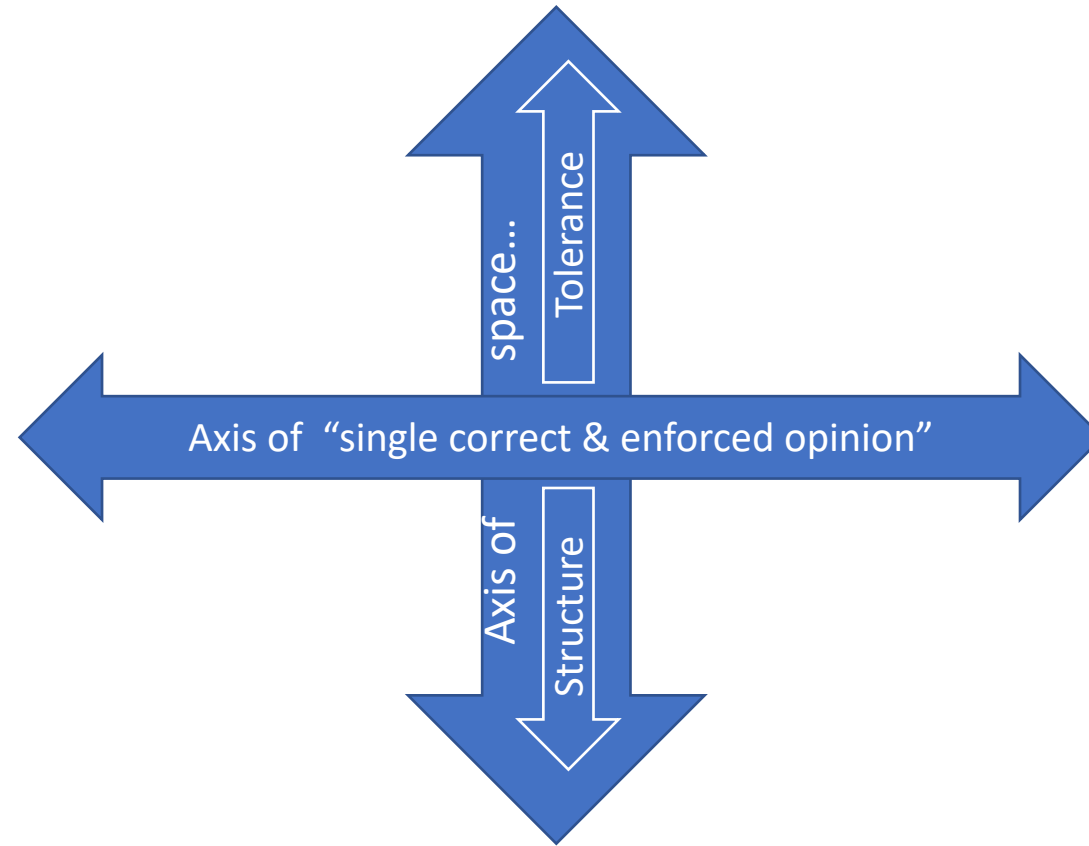 Axis of space...
Tolerance
Axis of “single correct & enforced opinion”
Structure